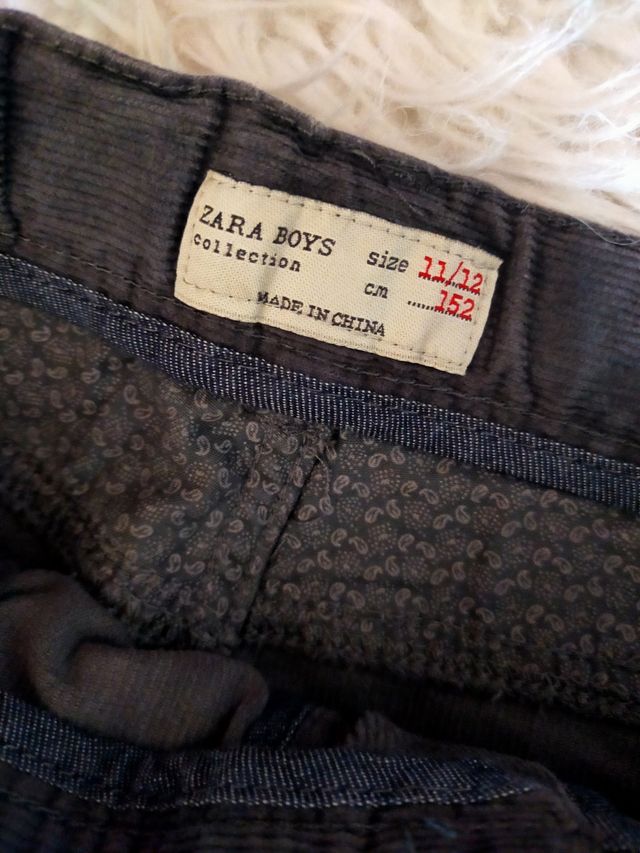 ZARA BOYS
collection
size 11/12
cm ......152
MADE IN CHINA